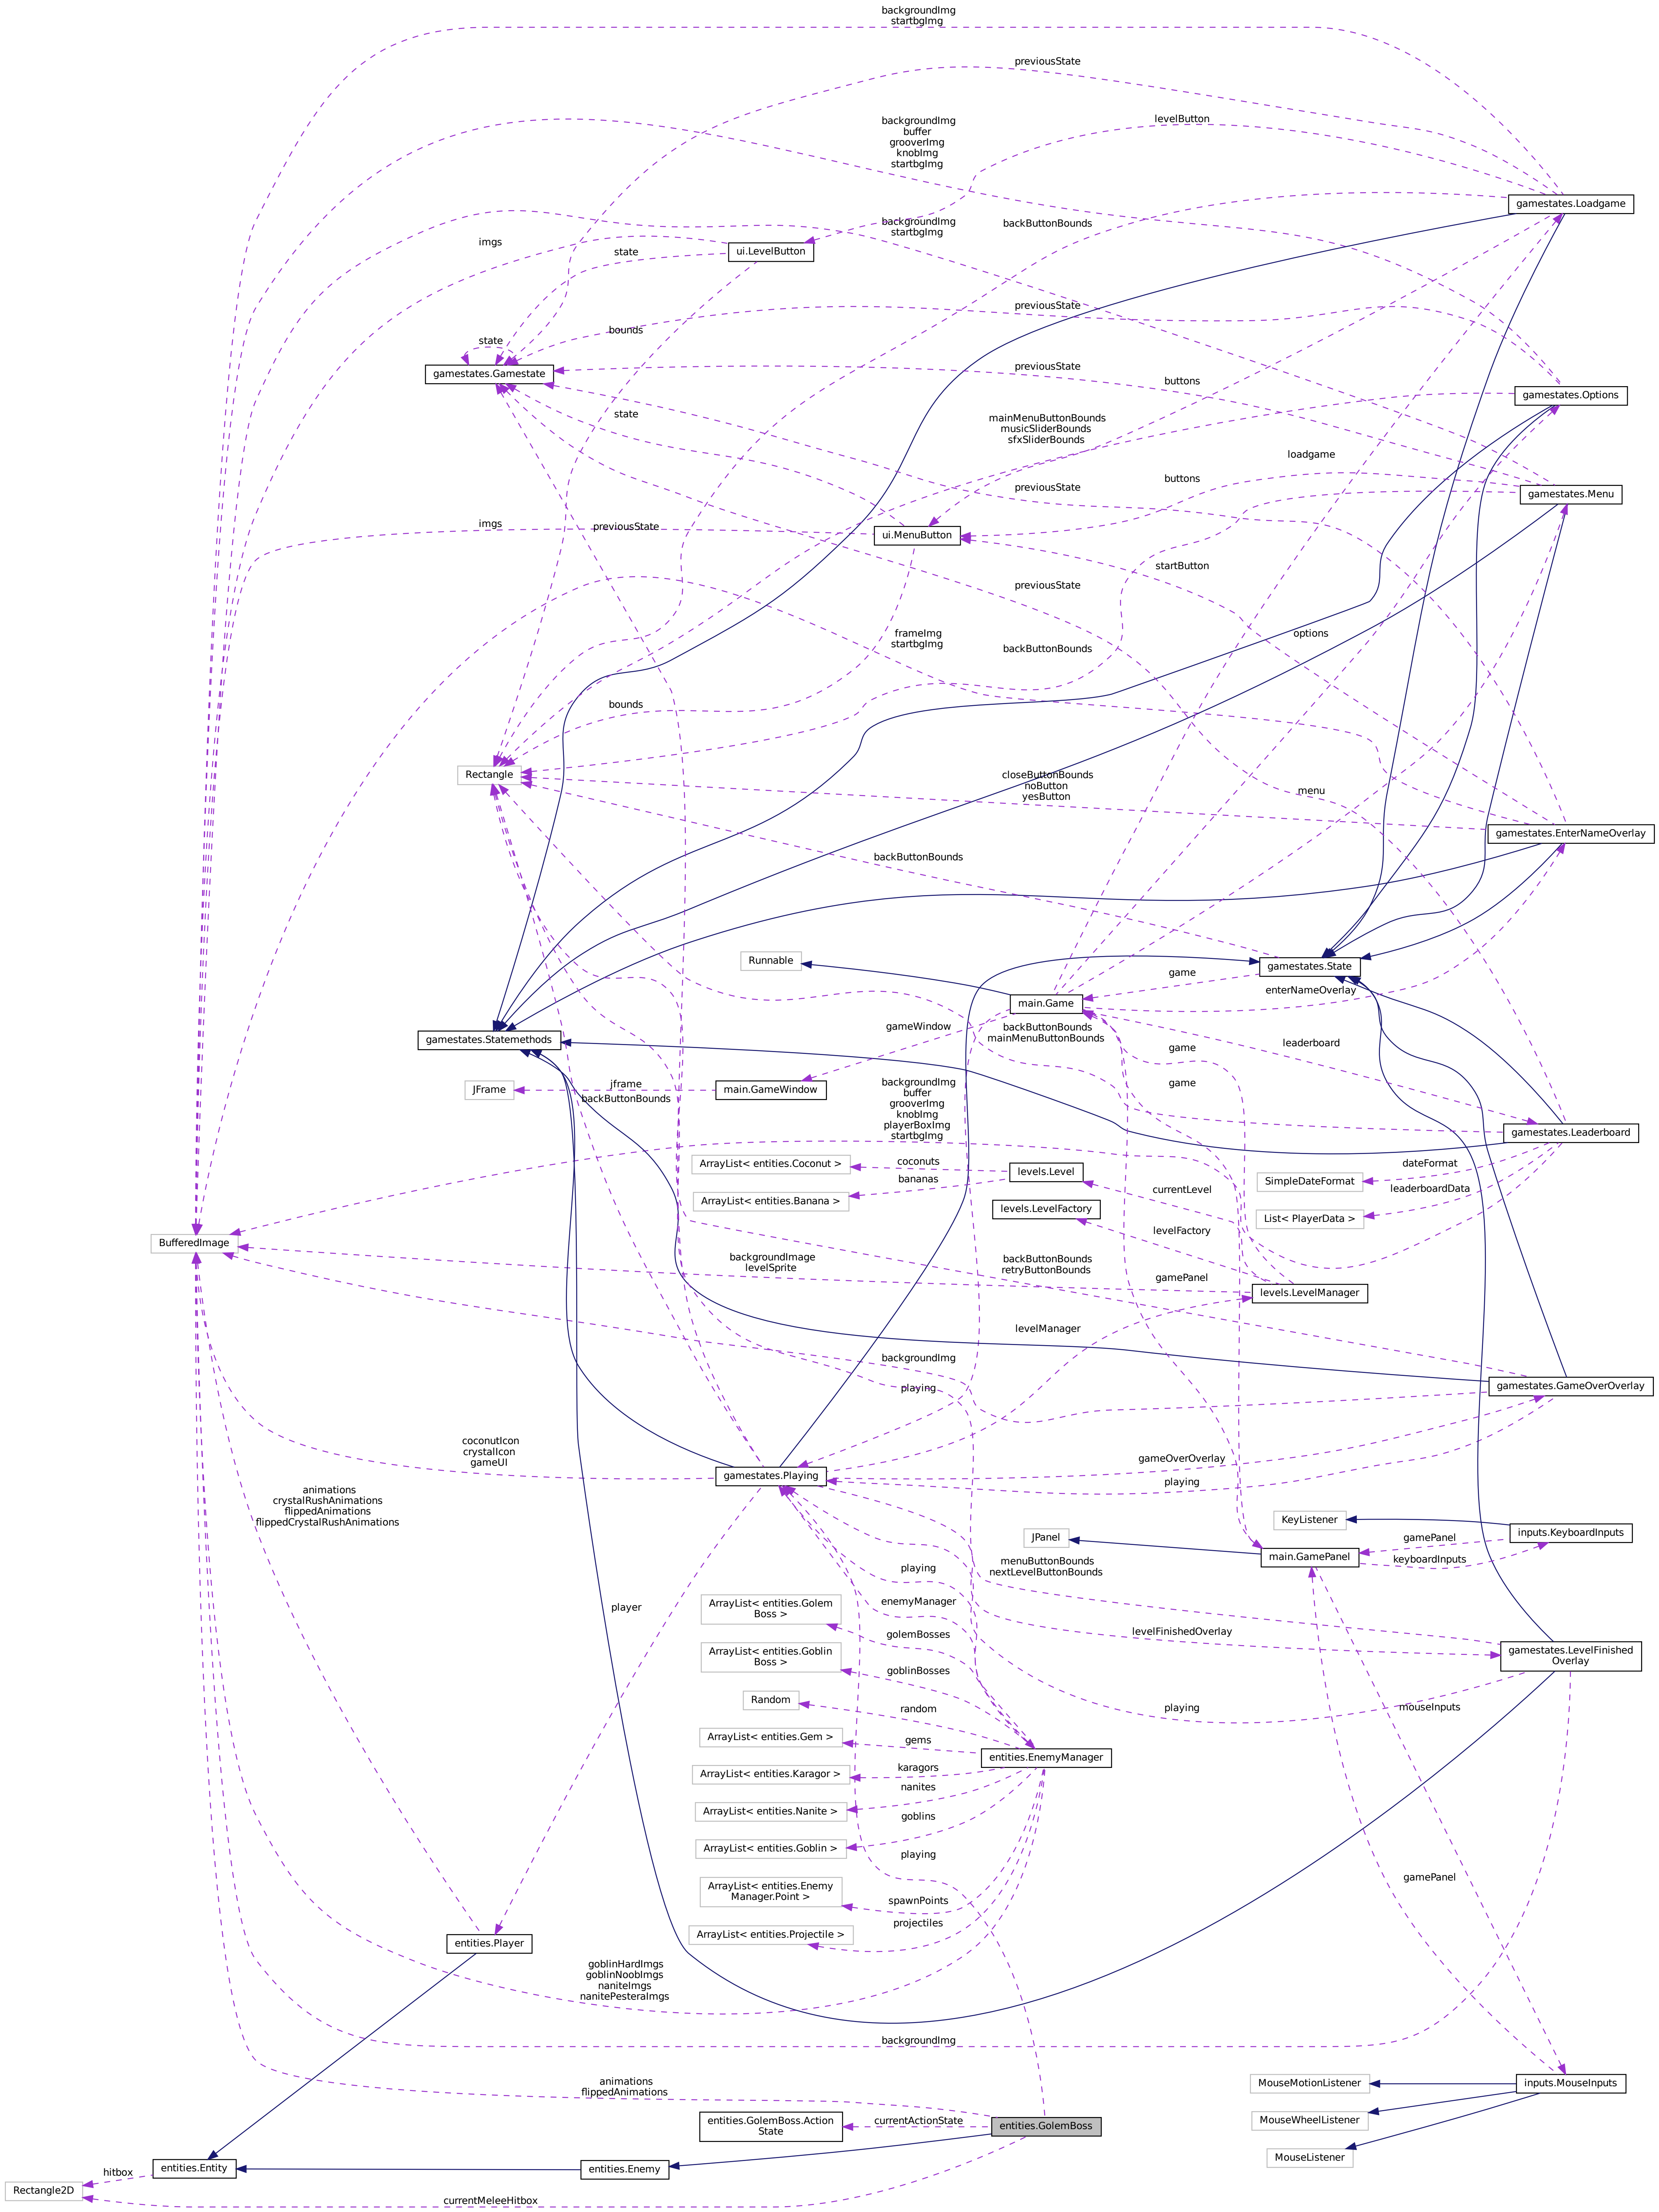 backgroundImg
startbgImg
previousState
levelButton
backgroundImg
buffer
grooverImg
knobImg
startbgImg
gamestates.Loadgame
backgroundImg
startbgImg
backButtonBounds
imgs
ui.LevelButton
state
previousState
bounds
state
gamestates.Gamestate
previousState
buttons
gamestates.Options
state
mainMenuButtonBounds
musicSliderBounds
sfxSliderBounds
loadgame
buttons
previousState
gamestates.Menu
imgs
previousState
ui.MenuButton
startButton
previousState
frameImg
startbgImg
options
backButtonBounds
bounds
Rectangle
closeButtonBounds
noButton
yesButton
menu
gamestates.EnterNameOverlay
backButtonBounds
Runnable
gamestates.State
game
enterNameOverlay
main.Game
gameWindow
backButtonBounds
mainMenuButtonBounds
gamestates.Statemethods
game
leaderboard
jframe
JFrame
main.GameWindow
game
backButtonBounds
backgroundImg
buffer
grooverImg
knobImg
playerBoxImg
startbgImg
gamestates.Leaderboard
ArrayList< entities.Coconut >
coconuts
levels.Level
dateFormat
SimpleDateFormat
bananas
ArrayList< entities.Banana >
currentLevel
leaderboardData
levels.LevelFactory
List< PlayerData >
levelFactory
BufferedImage
backgroundImage
levelSprite
backButtonBounds
retryButtonBounds
gamePanel
levels.LevelManager
levelManager
backgroundImg
playing
gamestates.GameOverOverlay
coconutIcon
crystalIcon
gameUI
gameOverOverlay
gamestates.Playing
playing
animations
crystalRushAnimations
flippedAnimations
flippedCrystalRushAnimations
KeyListener
inputs.KeyboardInputs
JPanel
gamePanel
main.GamePanel
keyboardInputs
menuButtonBounds
nextLevelButtonBounds
playing
enemyManager
ArrayList< entities.Golem
Boss >
player
golemBosses
levelFinishedOverlay
gamestates.LevelFinished
Overlay
ArrayList< entities.Goblin
Boss >
goblinBosses
Random
random
playing
mouseInputs
ArrayList< entities.Gem >
gems
entities.EnemyManager
ArrayList< entities.Karagor >
karagors
nanites
ArrayList< entities.Nanite >
goblins
ArrayList< entities.Goblin >
playing
ArrayList< entities.Enemy
Manager.Point >
spawnPoints
gamePanel
projectiles
ArrayList< entities.Projectile >
entities.Player
goblinHardImgs
goblinNoobImgs
naniteImgs
nanitePesteraImgs
backgroundImg
animations
flippedAnimations
MouseMotionListener
inputs.MouseInputs
entities.GolemBoss.Action
State
currentActionState
entities.GolemBoss
MouseWheelListener
MouseListener
entities.Entity
entities.Enemy
hitbox
Rectangle2D
currentMeleeHitbox